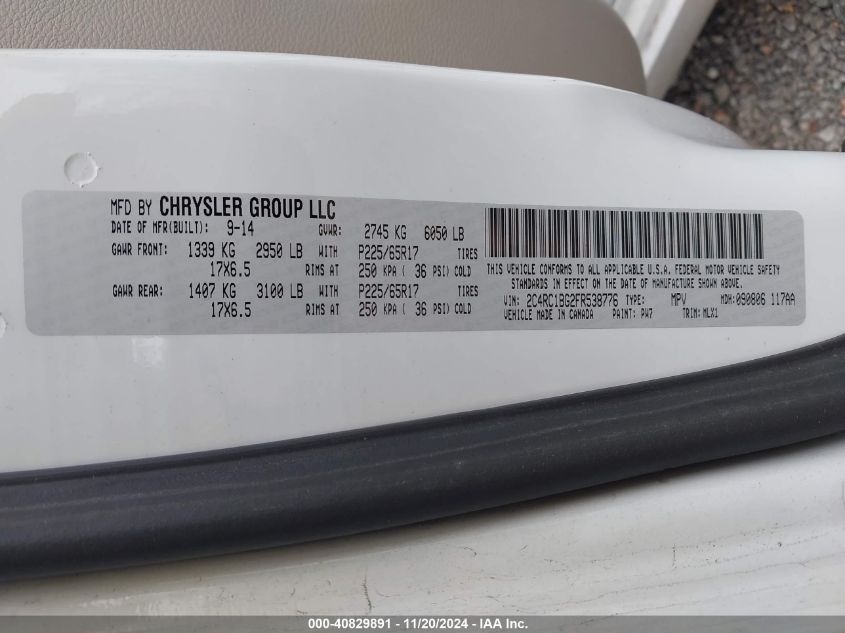 MFD BY CHRYSLER GROUP LLC
DATE OF MFR(BUILT): 9-14 GVWR: 2745 KG 6050 LB
GAWR FRONT: 1339 KG 2950 LB WITH P225/65R17 TIRES
17X6.5 RIMS AT 250 KPA ( 36 PSI) COLD
GAWR REAR: 1407 KG 3100 LB WITH P225/65R17 TIRES
17X6.5 RIMS AT 250 KPA ( 36 PSI) COLD
THIS VEHICLE CONFORMS TO ALL APPLICABLE U.S.A. FEDERAL MOTOR VEHICLE SAFETY
STANDARDS IN EFFECT ON THE DATE OF MANUFACTURE SHOWN ABOVE.
VIN: 2C4RC1BG2FR538776 TYPE: MPV MDH: 090806 117AA
VEHICLE MADE IN CANADA PAINT: PW7 TRIM: MLX1
000-40829891 - 11/20/2024 - IAA Inc.